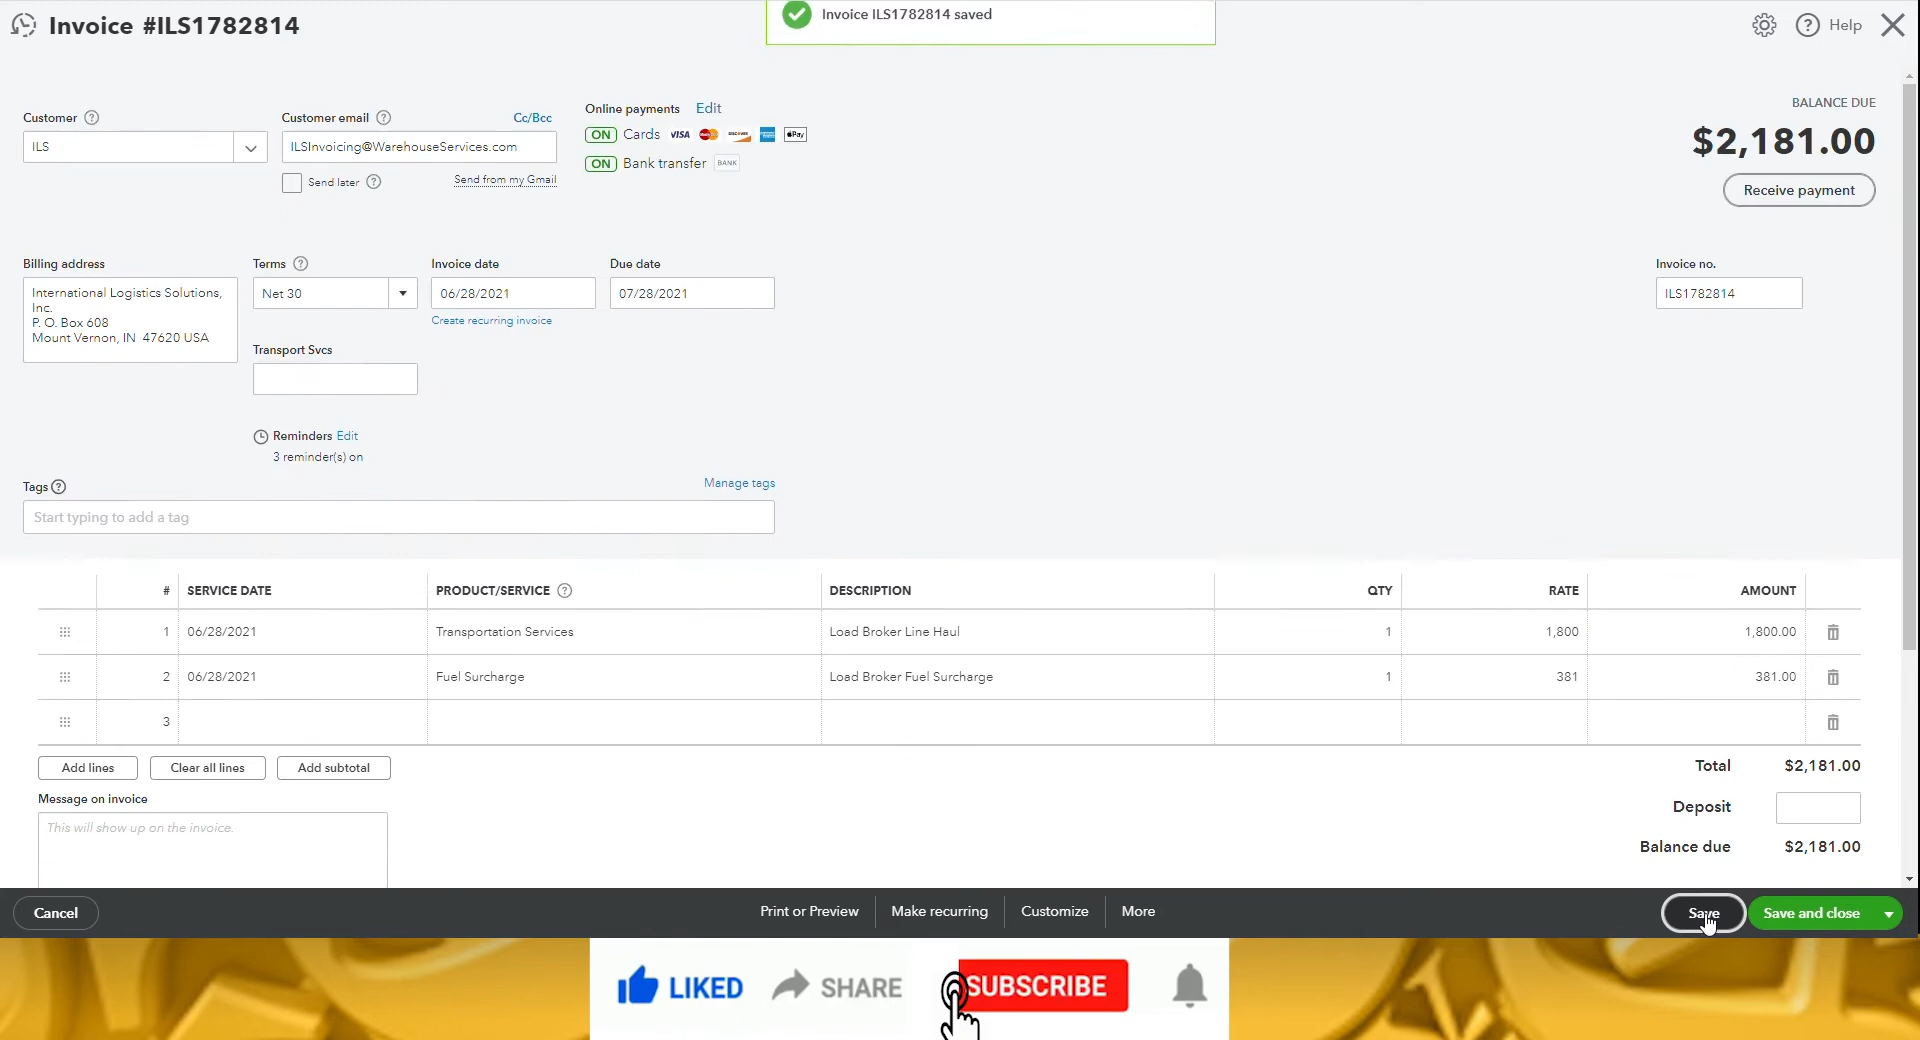 Invoice #ILS1782814
Invoice ILS1782814 saved
Help
Customer
Customer email
Cc/Bcc
ILS
ILSInvoicing@WarehouseServices.com
Send later
Send from my Gmail
Online payments Edit
ON Cards VISA DISCOVER Pay
ON Bank transfer BANK
BALANCE DUE
$2,181.00
Receive payment
Billing address
International Logistics Solutions,
Inc.
P. O. Box 608
Mount Vernon, IN 47620 USA
Terms
Net 30
Invoice date
06/28/2021
Create recurring invoice
Due date
07/28/2021
Invoice no.
ILS1782814
Transport Svcs
Reminders Edit
3 reminder(s) on
Tags
Manage tags
Start typing to add a tag
# SERVICE DATE PRODUCT/SERVICE DESCRIPTION QTY RATE AMOUNT
1 06/28/2021 Transportation Services Load Broker Line Haul 1 1,800 1,800.00
2 06/28/2021 Fuel Surcharge Load Broker Fuel Surcharge 1 381 381.00
3
Add lines Clear all lines Add subtotal
Total $2,181.00
Message on invoice
This will show up on the invoice.
Deposit
Balance due $2,181.00
Cancel
Print or Preview Make recurring Customize More
Save Save and close
LIKED SHARE SUBSCRIBE